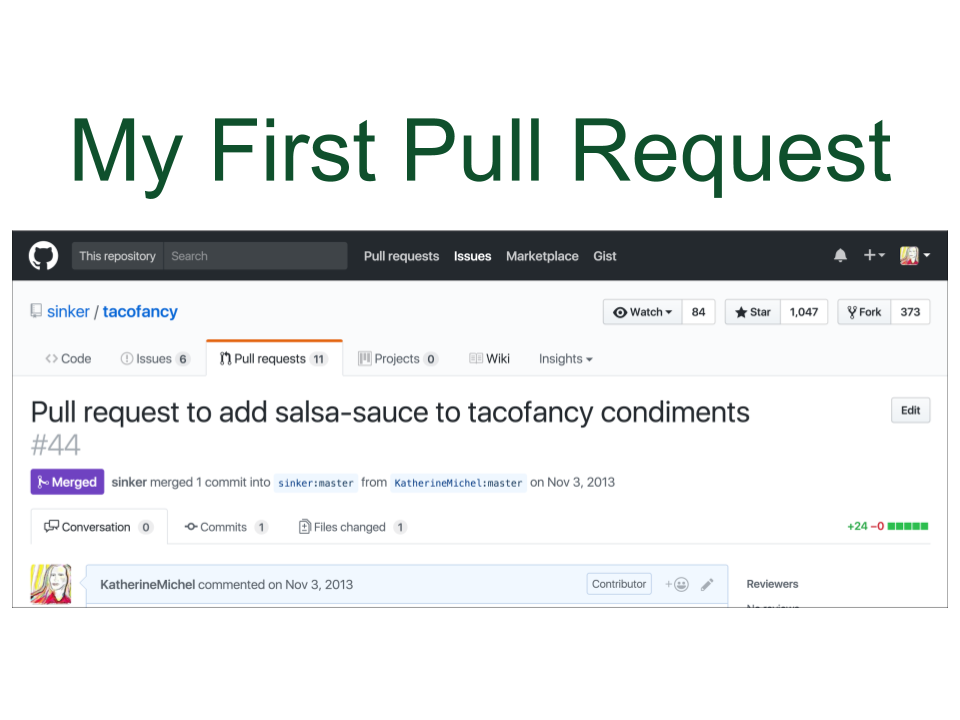 My First Pull Request
This repository Search Pull requests Issues Marketplace Gist
sinker / tacofancy Watch 84 Star 1,047 Fork 373
Code Issues 6 Pull requests 11 Projects 0 Wiki Insights
Pull request to add salsa-sauce to tacofancy condiments Edit
#44
Merged sinker merged 1 commit into sinker:master from KatherineMichel:master on Nov 3, 2013
Conversation 0 Commits 1 Files changed 1 +24 −0
KatherineMichel commented on Nov 3, 2013 Contributor Reviewers